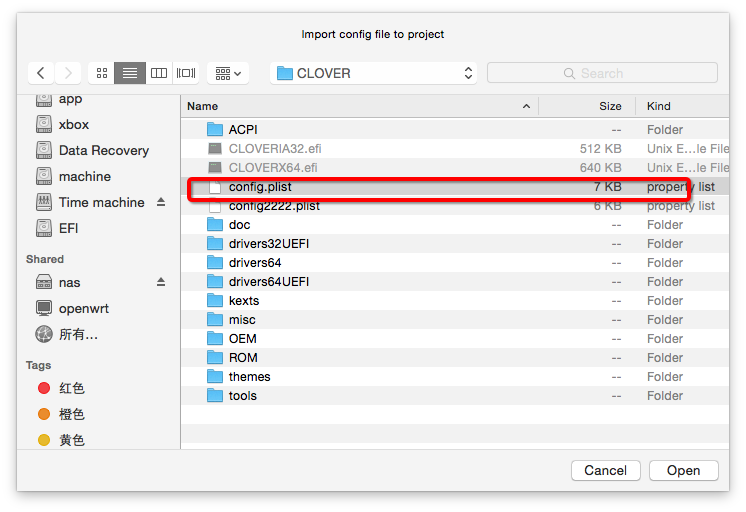 Import config file to project
CLOVER
Search
app
xbox
Data Recovery
machine
Time machine
EFI
Shared
nas
openwrt
所有...
Tags
红色
橙色
黄色
Name Size Kind
ACPI -- Folder
CLOVERIA32.efi 512 KB Unix E...le File
CLOVERX64.efi 640 KB Unix E...le File
config.plist 7 KB property list
config2222.plist 6 KB property list
doc -- Folder
drivers32UEFI -- Folder
drivers64 -- Folder
drivers64UEFI -- Folder
kexts -- Folder
misc -- Folder
OEM -- Folder
ROM -- Folder
themes -- Folder
tools -- Folder
Cancel Open